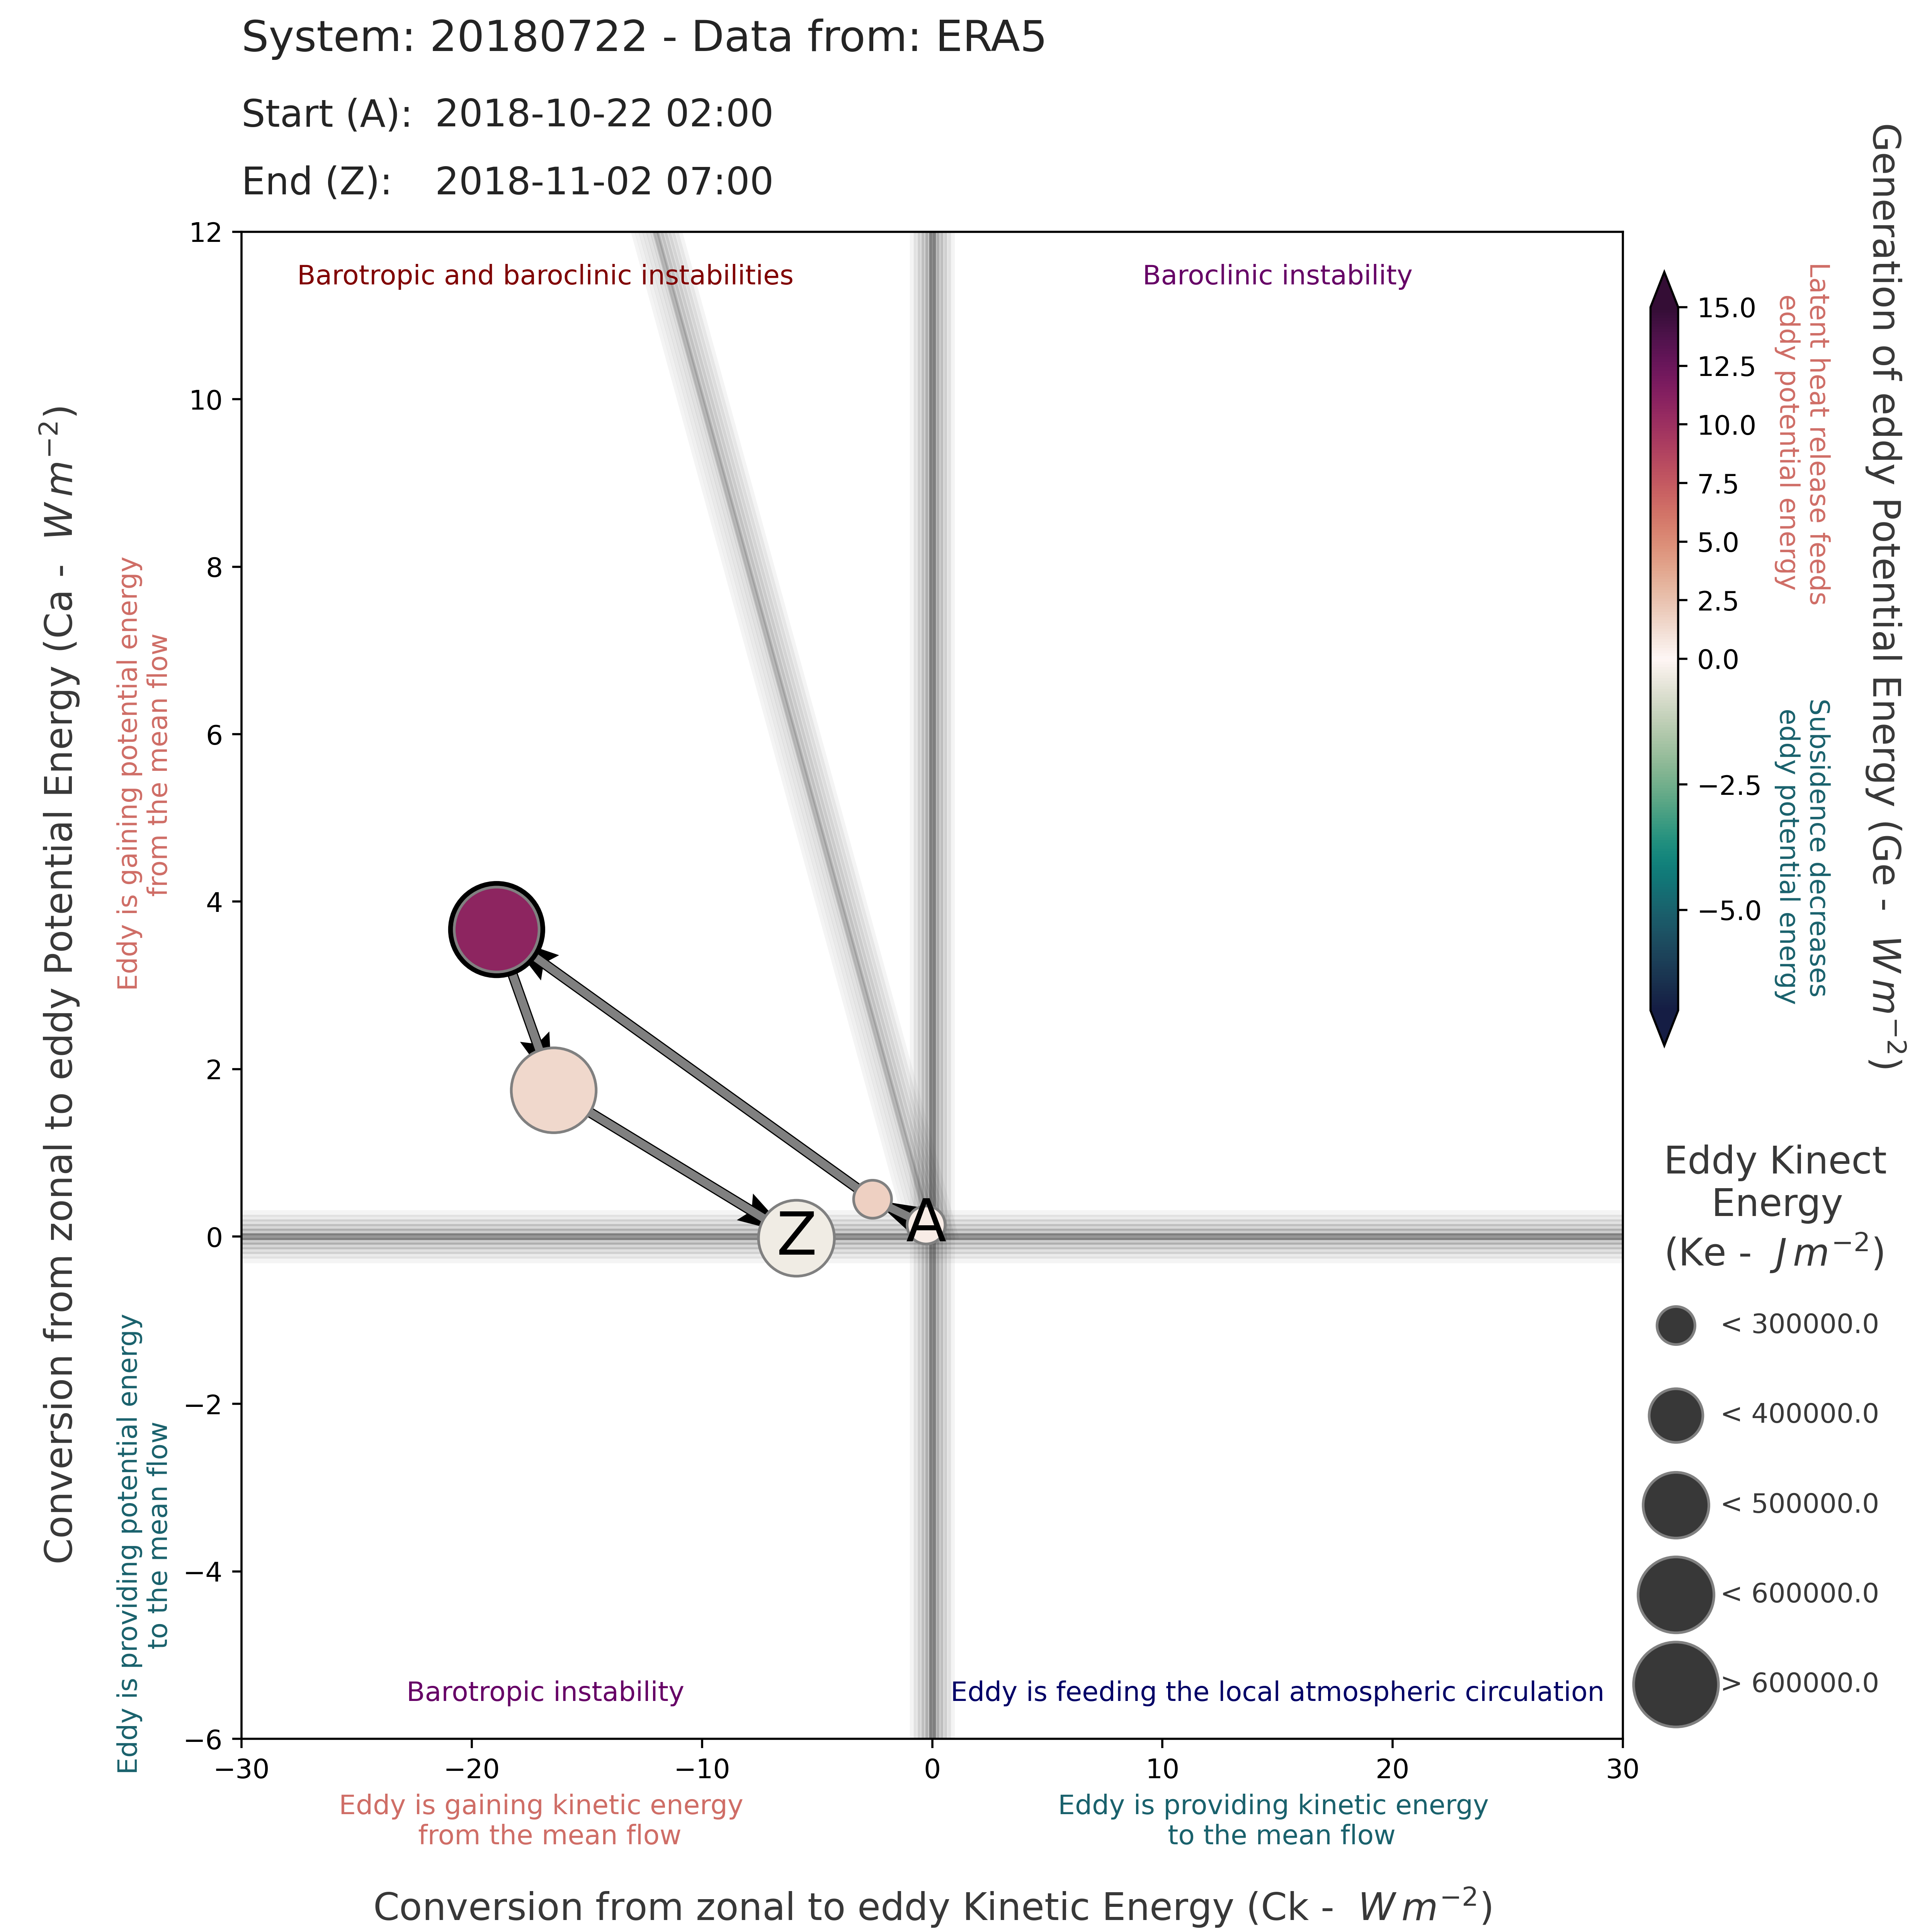 System: 20180722 - Data from: ERA5
Start (A): 2018-10-22 02:00
End (Z): 2018-11-02 07:00
Conversion from zonal to eddy Potential Energy (Ca - W m⁻²)
Eddy is gaining potential energy
from the mean flow
Eddy is providing potential energy
to the mean flow
12
10
8
6
4
2
0
−2
−4
−6
Barotropic and baroclinic instabilities
Baroclinic instability
Z
A
Barotropic instability
Eddy is feeding the local atmospheric circulation
−30
−20
−10
0
10
20
30
Eddy is gaining kinetic energy
from the mean flow
Eddy is providing kinetic energy
to the mean flow
Conversion from zonal to eddy Kinetic Energy (Ck - W m⁻²)
15.0
12.5
10.0
7.5
5.0
2.5
0.0
−2.5
−5.0
Latent heat release feeds
eddy potential energy
Subsidence decreases
eddy potential energy
Generation of eddy Potential Energy (Ge - W m⁻²)
Eddy Kinect
Energy
(Ke - J m⁻²)
< 300000.0
< 400000.0
< 500000.0
< 600000.0
> 600000.0